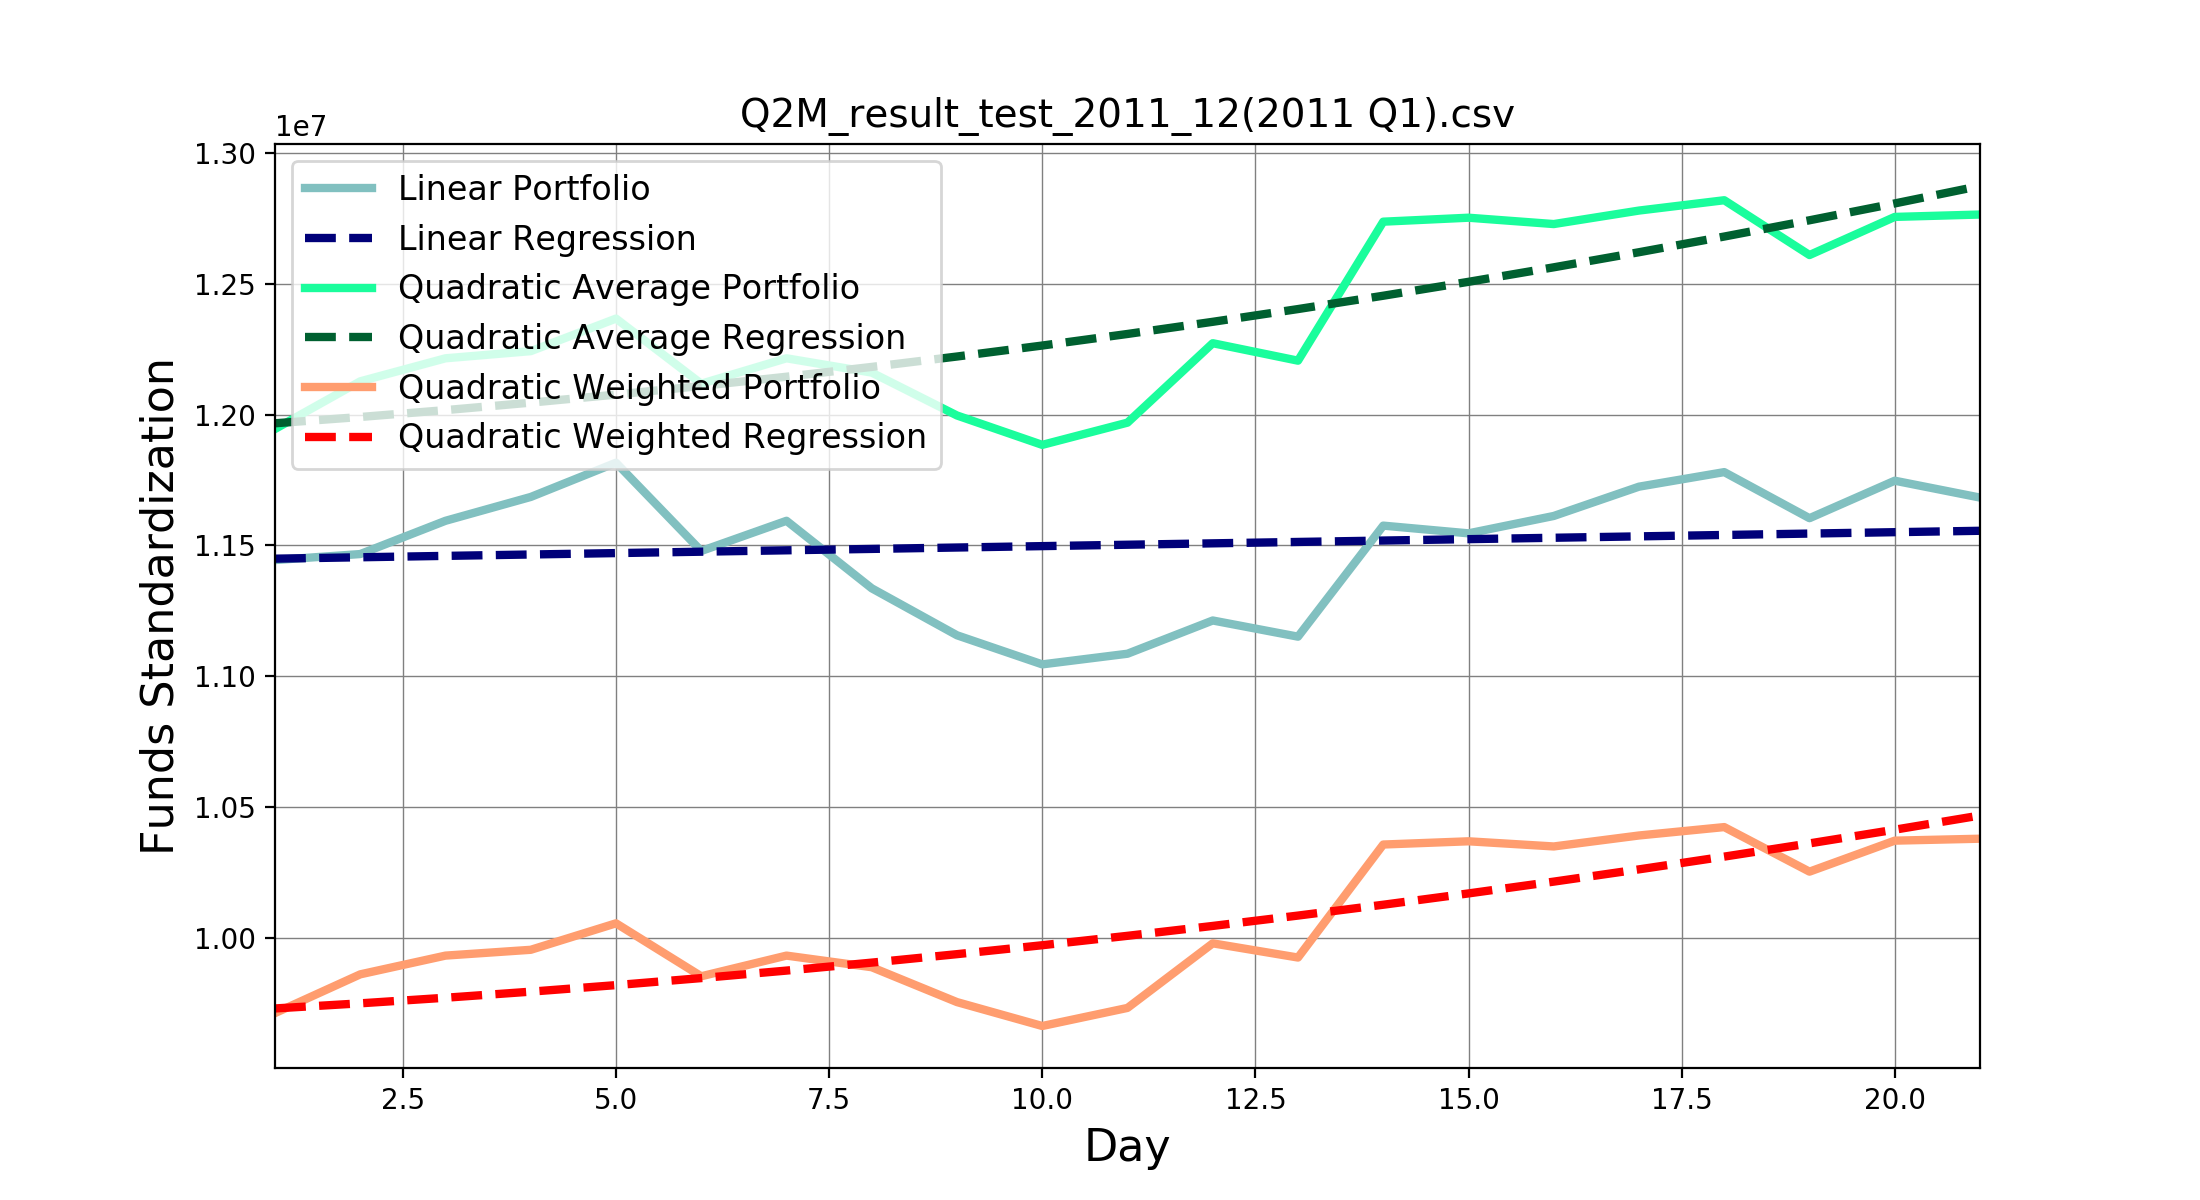 Q2M_result_test_2011_12(2011 Q1).csv
1e7
1.30
1.25
1.20
1.15
1.10
1.05
1.00
Funds Standardization
Linear Portfolio
Linear Regression
Quadratic Average Portfolio
Quadratic Average Regression
Quadratic Weighted Portfolio
Quadratic Weighted Regression
2.5 5.0 7.5 10.0 12.5 15.0 17.5 20.0
Day